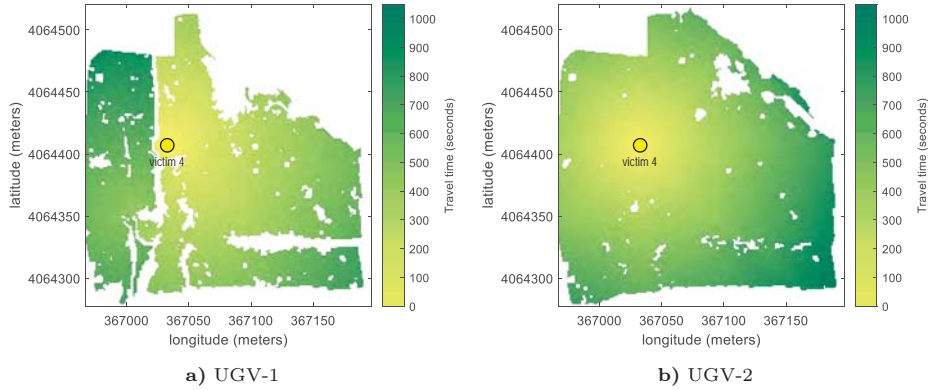 4064500
4064450
4064400
4064350
4064300
latitude (meters)
367000 367050 367100 367150
longitude (meters)
victim 4
1000
900
800
700
600
500
400
300
200
100
0
Travel time (seconds)
a) UGV-1
4064500
4064450
4064400
4064350
4064300
latitude (meters)
367000 367050 367100 367150
longitude (meters)
victim 4
1000
900
800
700
600
500
400
300
200
100
0
Travel time (seconds)
b) UGV-2